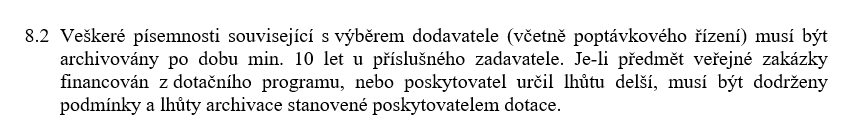 8.2 Veškeré písemnosti související s výběrem dodavatele (včetně poptávkového řízení) musí být
archivovány po dobu min. 10 let u příslušného zadavatele. Je-li předmět veřejné zakázky
financován z dotačního programu, nebo poskytovatel určil lhůtu delší, musí být dodrženy
podmínky a lhůty archivace stanovené poskytovatelem dotace.